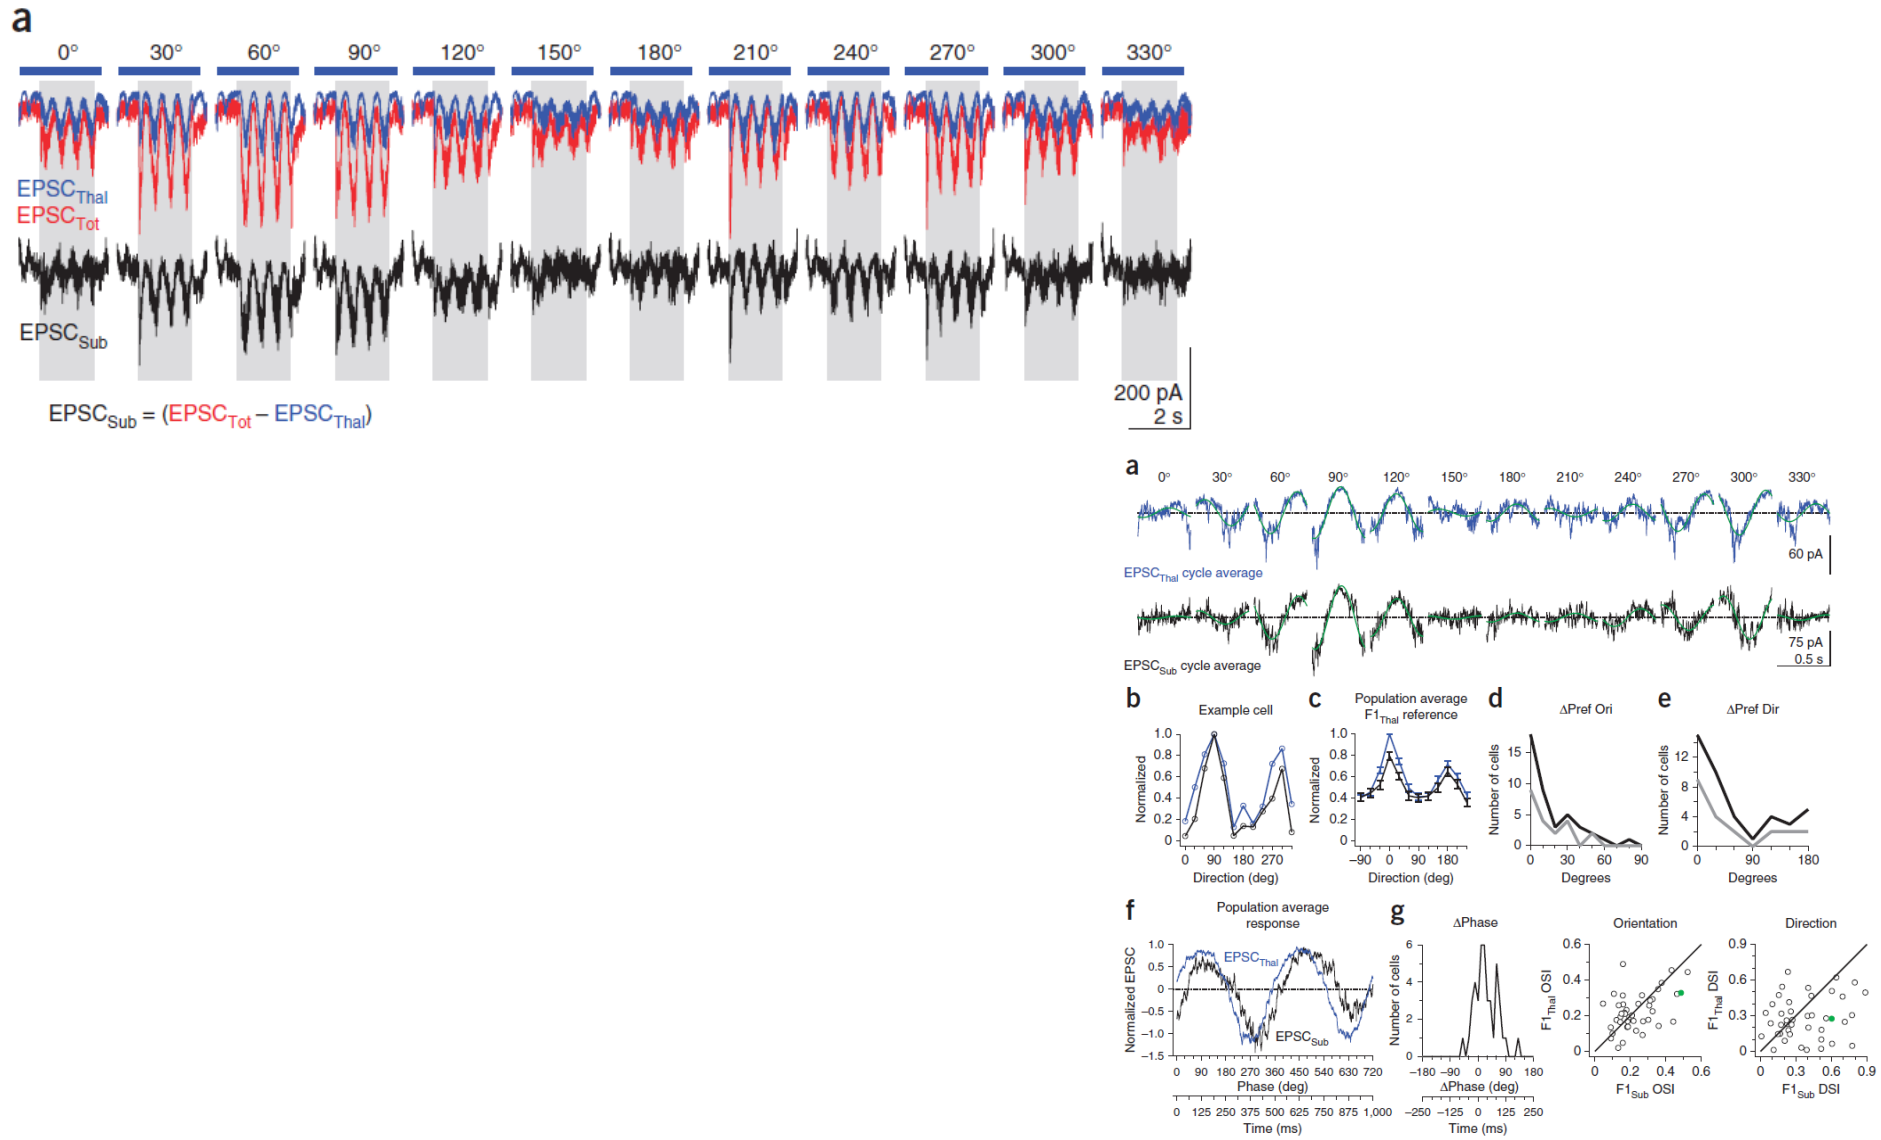 a
0° 30° 60° 90° 120° 150° 180° 210° 240° 270° 300° 330°
EPSCThal
EPSCTot
EPSCSub
200 pA
2 s
EPSCSub = (EPSCTot – EPSCThal)
a
0° 30° 60° 90° 120° 150° 180° 210° 240° 270° 300° 330°
60 pA
EPSCThal cycle average
75 pA
0.5 s
EPSCSub cycle average
b
Example cell
Normalized
1.0
0.8
0.6
0.4
0.2
0
0 90 180 270
Direction (deg)
c
Population average
F1Thal reference
Normalized
1.0
0.8
0.6
0.4
0.2
0
–90 0 90 180
Direction (deg)
d
ΔPref Ori
Number of cells
15
10
5
0
0 30 60 90
Degrees
e
ΔPref Dir
Number of cells
12
8
4
0
0 90 180
Degrees
f
Population average
response
Normalized EPSC
1.0
0.5
0
–0.5
–1.0
–1.5
EPSCThal
EPSCSub
0 90 180 270 360 450 540 630 720
Phase (deg)
0 125 250 375 500 625 750 875 1,000
Time (ms)
g
ΔPhase
Number of cells
6
4
2
0
–180 –90 0 90 180
ΔPhase (deg)
–250 –125 0 125 250
Time (ms)
Orientation
F1Thal OSI
0.6
0.4
0.2
0
0 0.2 0.4 0.6
F1Sub OSI
Direction
F1Thal DSI
0.9
0.6
0.3
0
0 0.3 0.6 0.9
F1Sub DSI